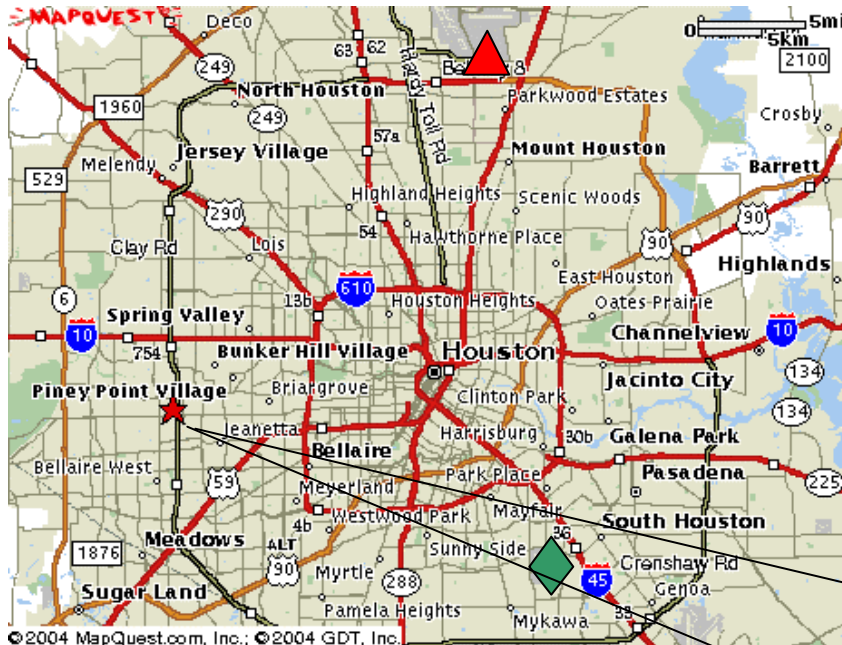 MAPQUEST
Deco
0
5mi
5km
2100
63
62
249
Hardy Toll Rd
North Houston
249
1960
Parkwood Estates
Crosby
57a
Jersey Village
Mount Houston
Melendy
Barrett
529
Highland Heights
Scenic Woods
290
90
54
Clay Rd
Lois
Hawthorne Place
90
East Houston
Highlands
6
610
13b
Houston Heights
Oates-Prairie
Spring Valley
10
Channelview
10
754
Bunker Hill Village
Houston
Piney Point Village
Briargrove
Jacinto City
134
Clinton Park
134
Jeanetta
Harrisburg
30b
Galena Park
Bellaire
Bellaire West
59
Park Place
Pasadena
225
Meyerland
Mayfair
4b
Westwood Park
South Houston
Meadows
36
1876
ALT
90
Sunny Side
Crenshaw Rd
Myrtle
288
45
Genoa
Sugar Land
Pamela Heights
Mykawa
33
©2004 MapQuest.com, Inc.; ©2004 GDT, Inc.